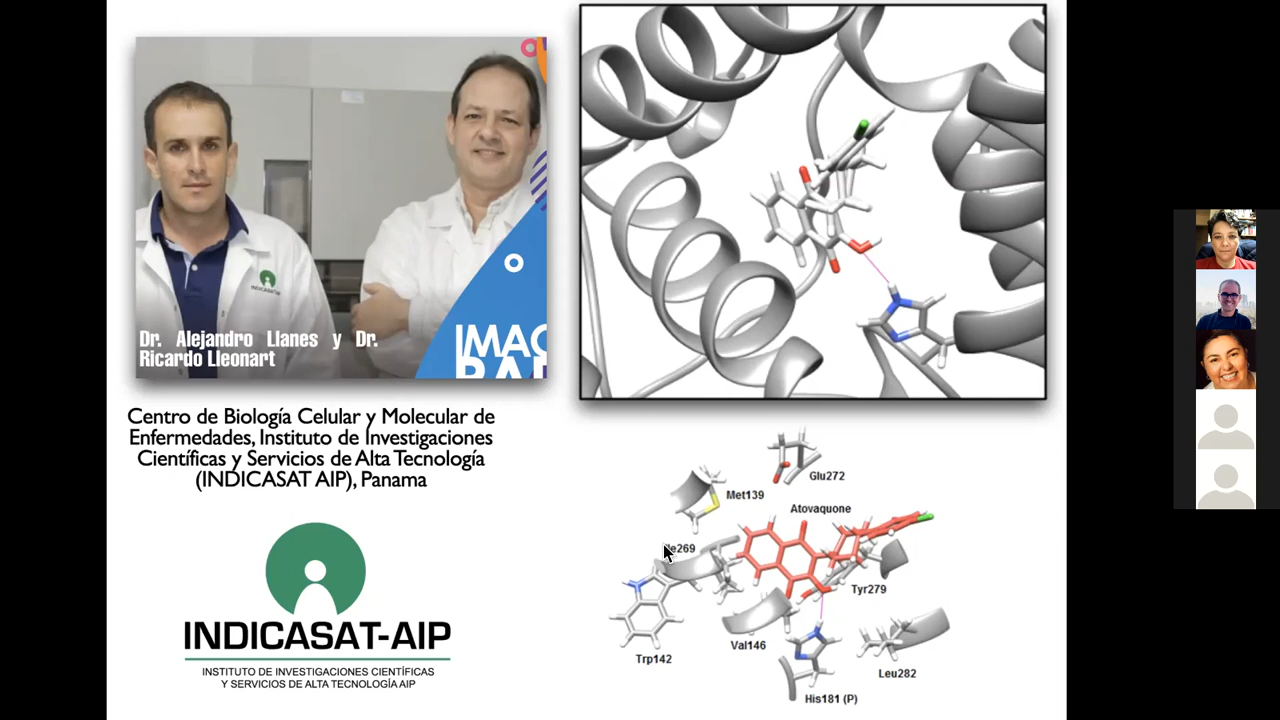 INDICASAT-AIP
Dr. Alejandro Llanes y Dr.
Ricardo Lleonart
Centro de Biología Celular y Molecular de
Enfermedades, Instituto de Investigaciones
Científicas y Servicios de Alta Tecnología
(INDICASAT AIP), Panama
INDICASAT-AIP
INSTITUTO DE INVESTIGACIONES CIENTÍFICAS
Y SERVICIOS DE ALTA TECNOLOGÍA AIP
Glu272
Met139
Atovaquone
Tyr279
Val146
Trp142
Leu282
His181 (P)